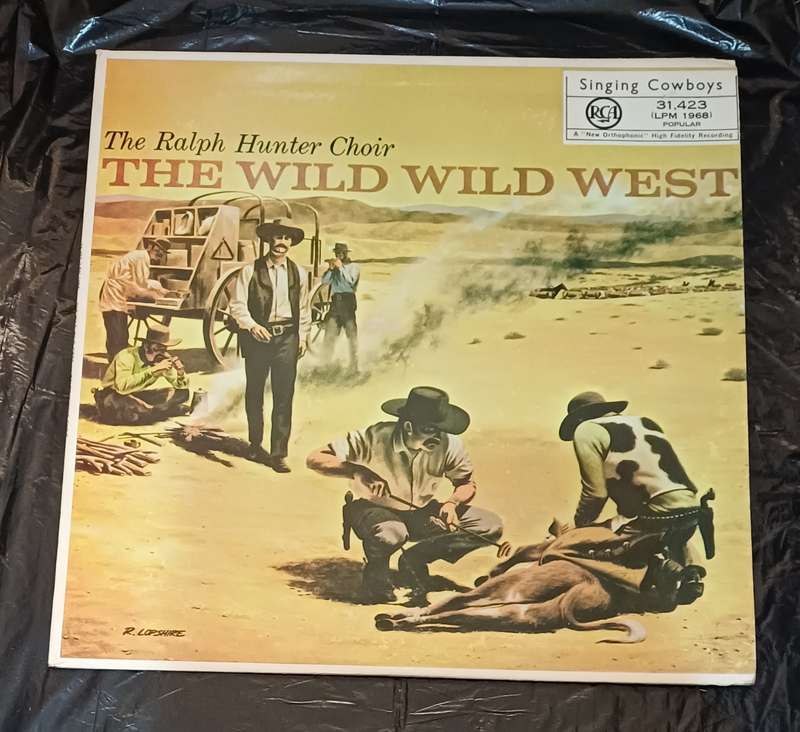 Singing Cowboys
RCA
31,423
(LPM 1968)
POPULAR
A "New Orthophonic" High Fidelity Recording
The Ralph Hunter Choir
THE WILD WILD WEST
R. LOPSHIRE